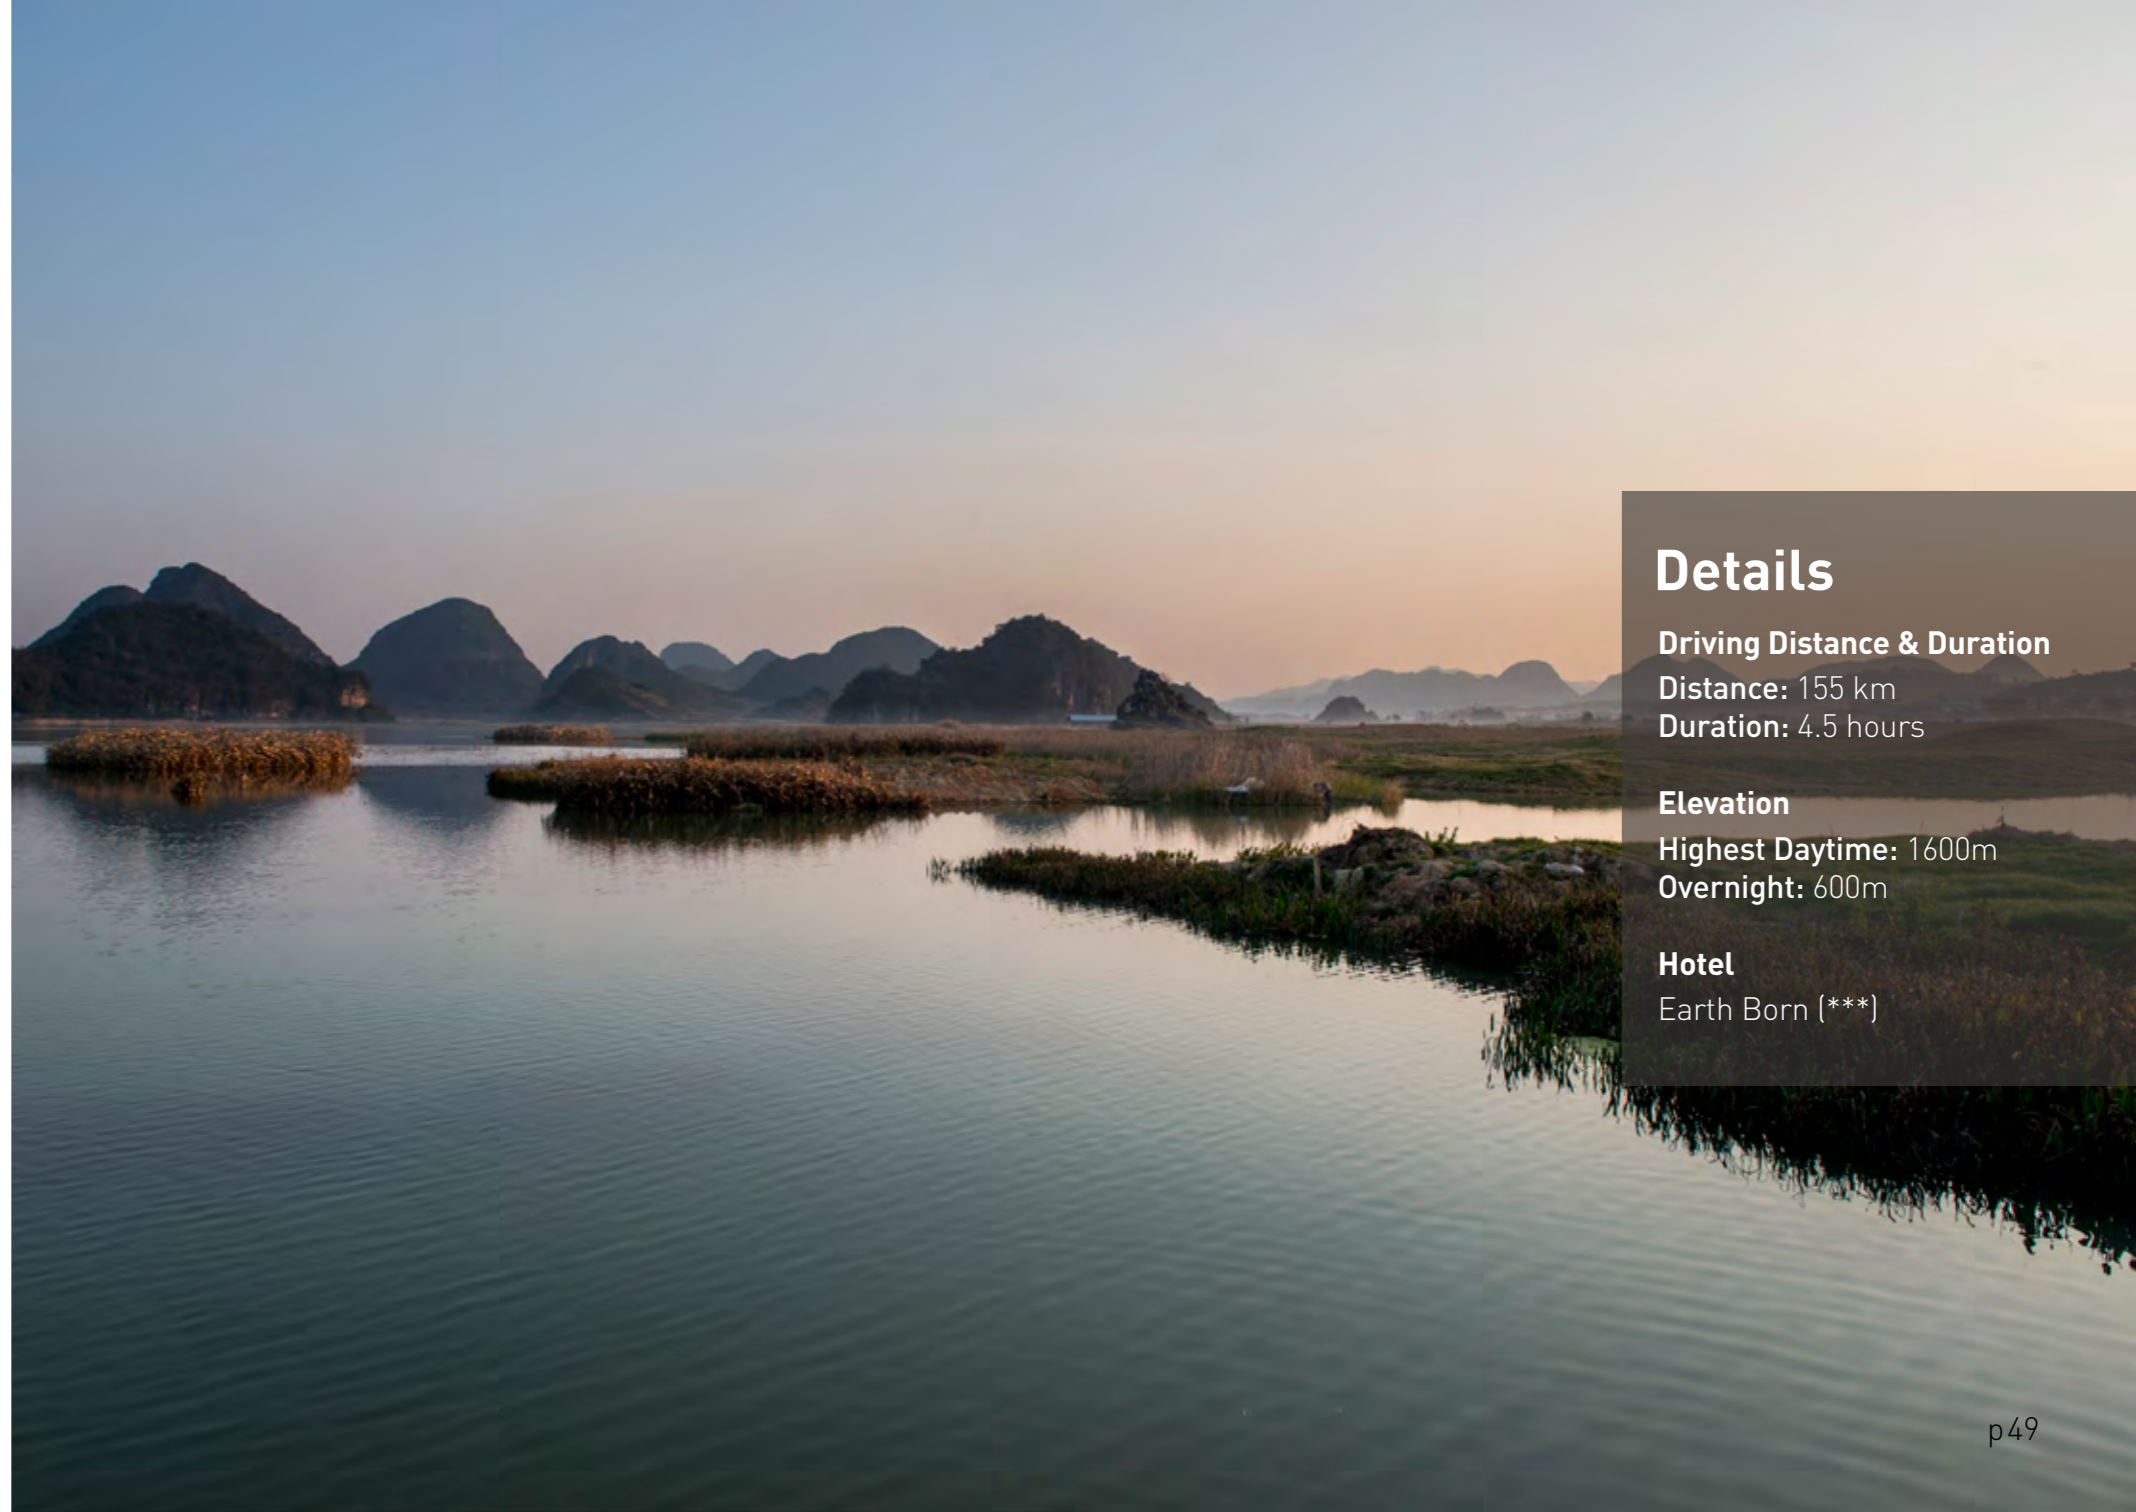 Details
Driving Distance & Duration
Distance: 155 km
Duration: 4.5 hours
Elevation
Highest Daytime: 1600m
Overnight: 600m
Hotel
Earth Born (***)
p49